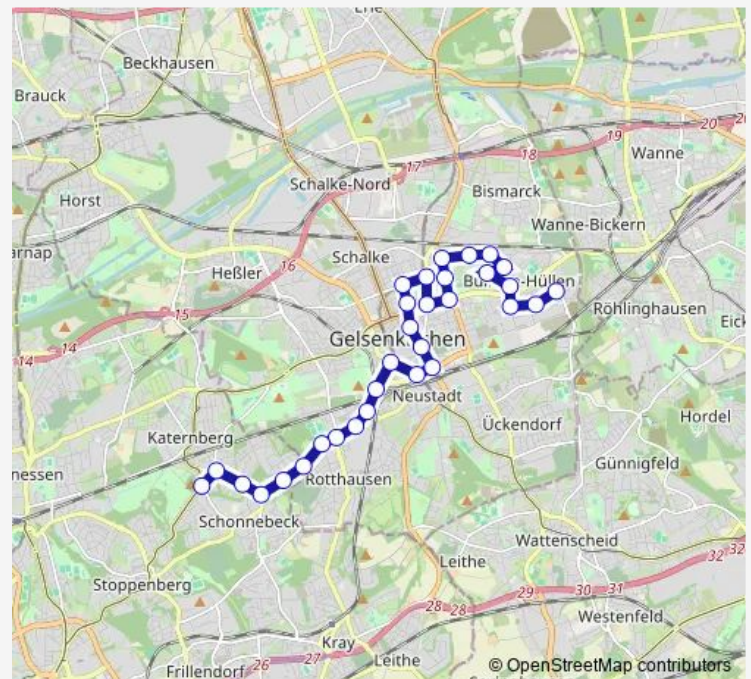 Erle
Beckhausen
Brauck
20
19
Wanne
18
17
Schalke-Nord
Bismarck
Horst
Wanne-Bickern
Schalke
arnap
Heßler
16
Hüllen
Röhlinghausen
15
Eick
14
14
Neustadt
Hordel
Ückendorf
Katernberg
Günnigfeld
nessen
Rotthausen
Schonnebeck
Wattenscheid
32
32
Leithe
Stoppenberg
31
30
29
28
28
Westenfeld
Kray
27
26
Leithe
Frillendorf
© OpenStreetMap contributors